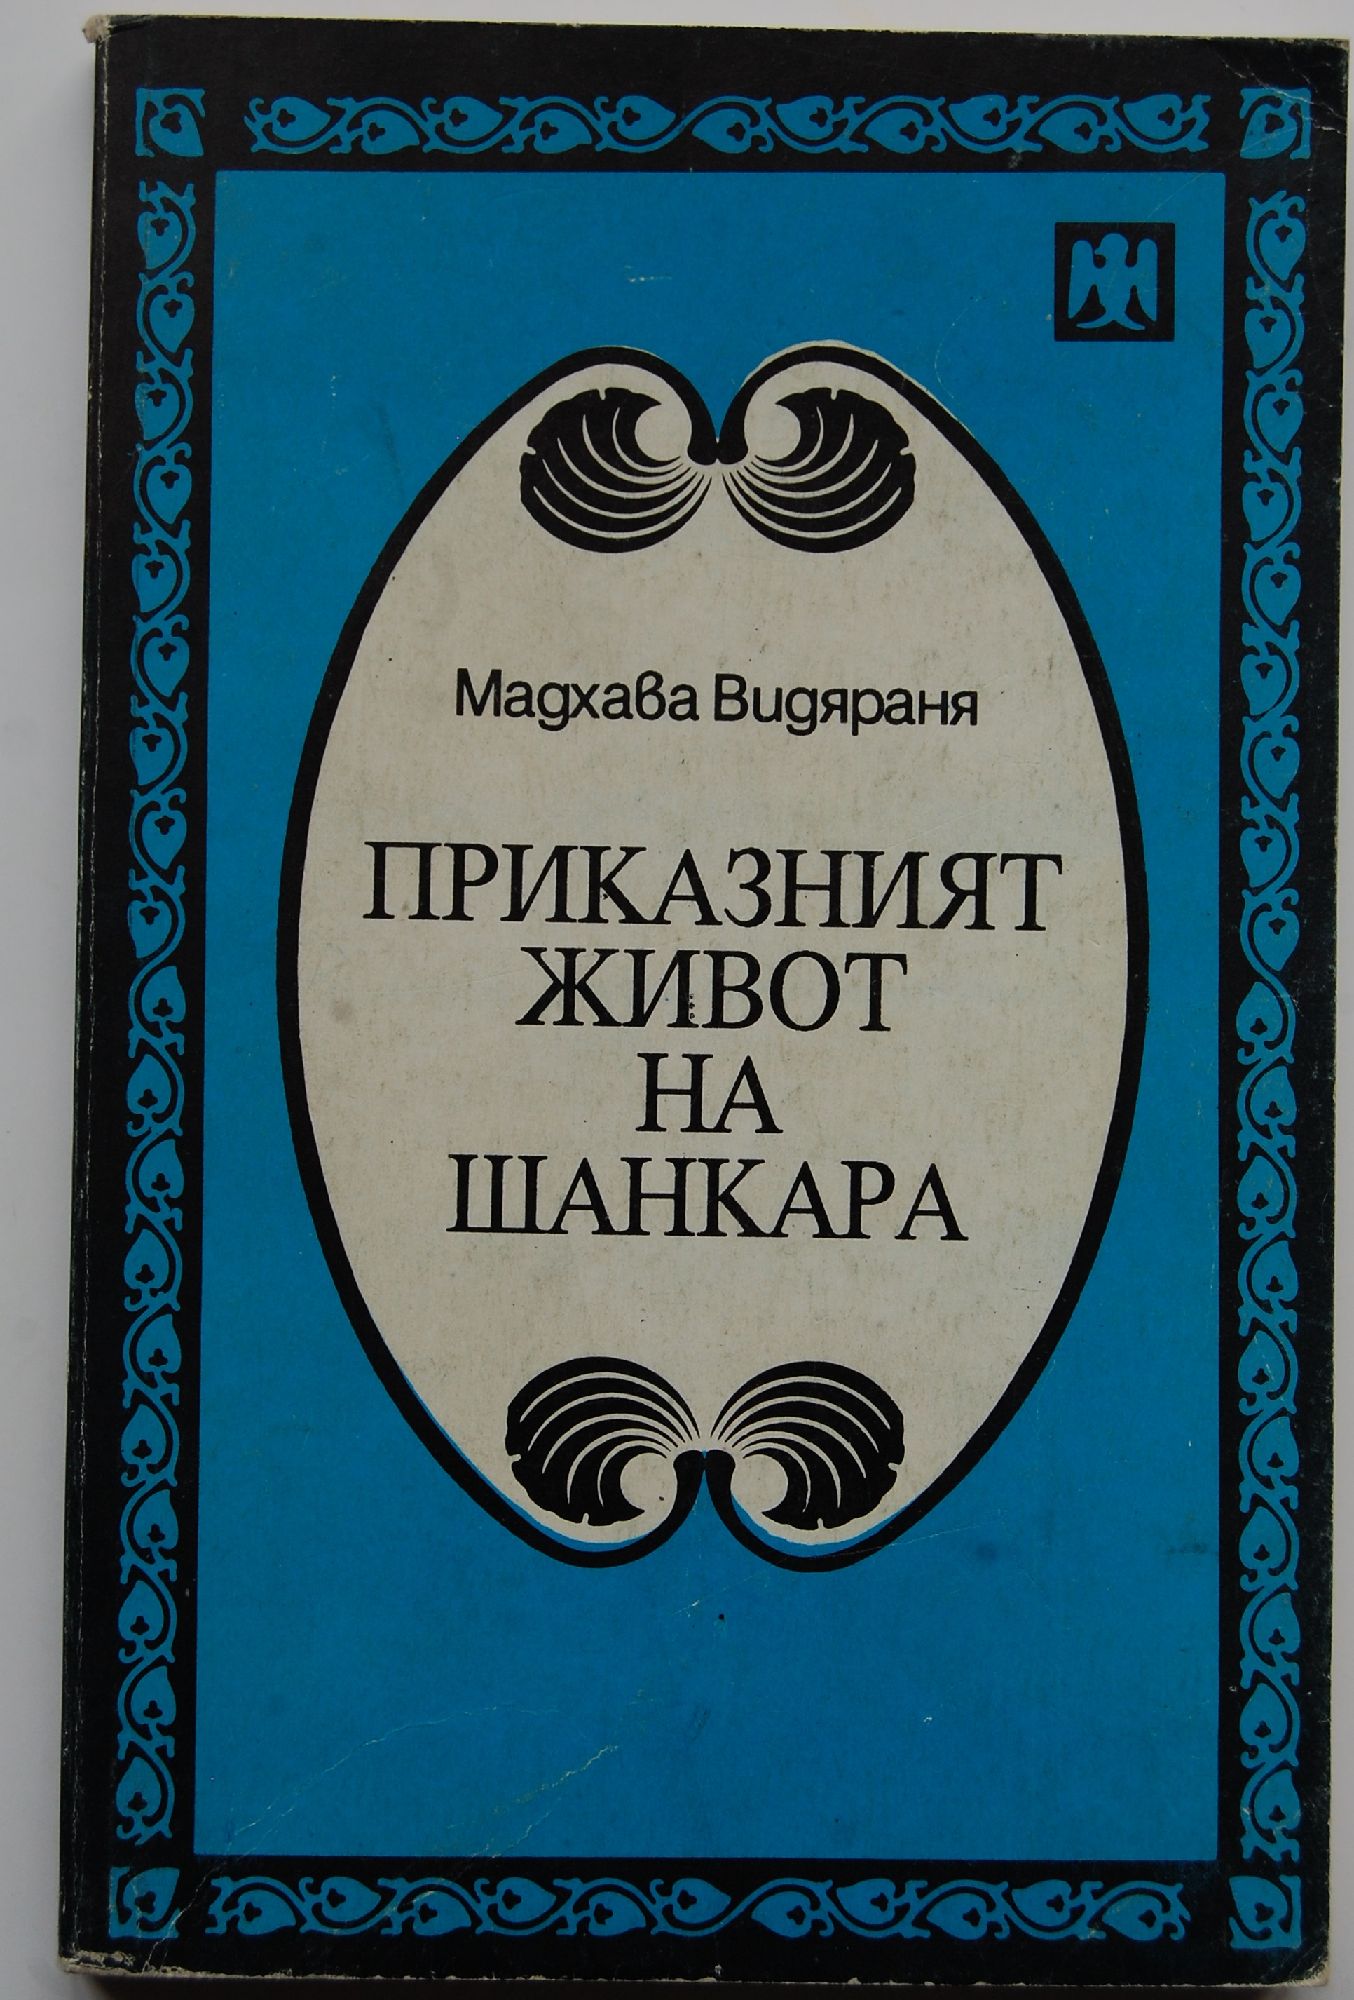 Мадхава Видяраня
ПРИКАЗНИЯТ
ЖИВОТ
НА
ШАНКАРА